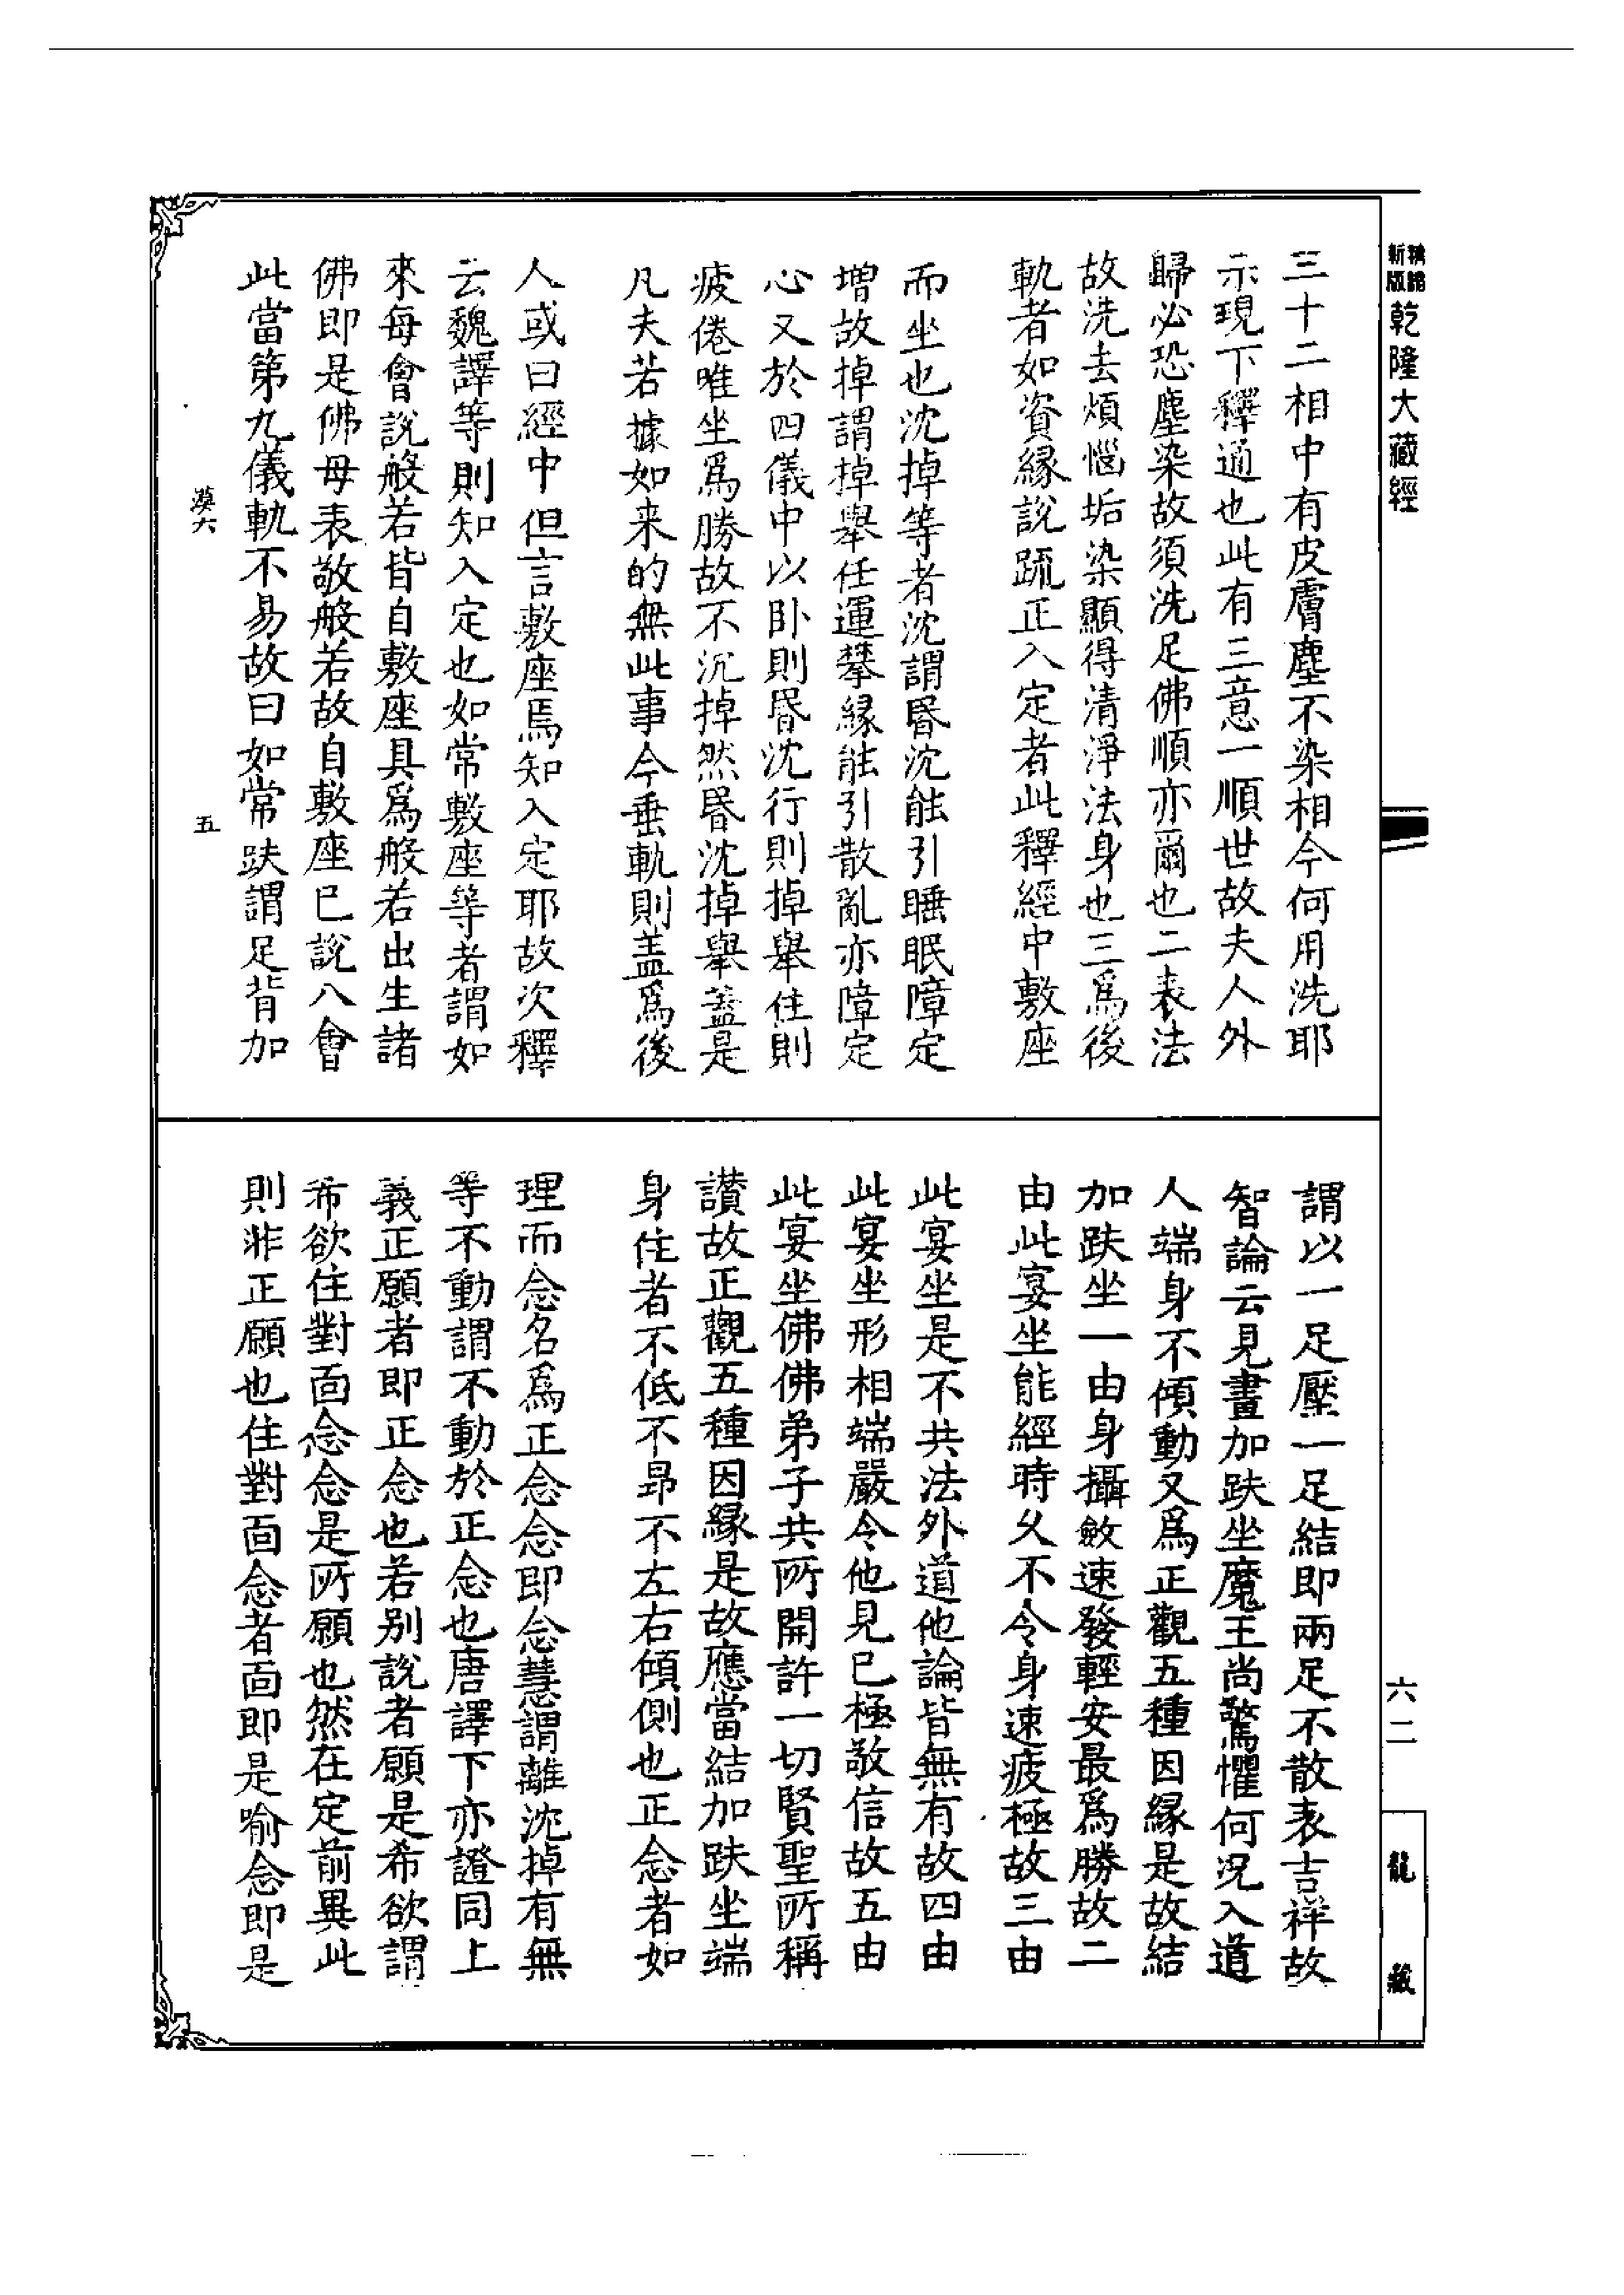 精縮
新版
乾隆大藏經
三十二相中有皮膚塵不染相今何用洗耶
示現下釋通也此有三意一順世故夫人外
歸必恐塵染故須洗足佛順亦爾也二表法
故洗去煩惱垢染顯得清淨法身也三爲後
軌者如資緣說疏正入定者此釋經中敷座
而坐也沈掉等者沈謂昬沈能引睡眠障定
增故掉謂掉舉任運攀緣能引散亂亦障定
心又於四儀中以卧則昬沈行則掉舉住則
疲倦唯坐爲勝故不沉掉然昬沈掉舉蓋是
凡夫若據如来的無此事今垂軌則盖爲後
人或曰經中但言敷座焉知入定耶故次釋
云魏譯等則知入定也如常敷座等者謂如
來每會說般若皆自敷座具爲般若出生諸
佛即是佛母表敬般若故自敷座已說八會
此當第九儀軌不易故曰如常趺謂足背加
漠六
五
謂以一足壓一足結即兩足不散表吉祥故
智論云見畫加趺坐魔王尚驚懼何况入道
人端身不傾動又爲正觀五種因緣是故結
加趺坐一由身攝斂速發輕安最爲勝故二
由此宴坐能經時久不令身速疲極故三由
此宴坐是不共法外道他論皆無有故四由
此宴坐形相端嚴令他見已極敬信故五由
此宴坐佛佛弟子共所開許一切賢聖所稱
讚故正觀五種因緣是故應當結加趺坐端
身住者不低不昻不左右傾側也正念者如
理而念名爲正念念即念慧謂離沈掉有無
等不動謂不動於正念也唐譯下亦證同上
義正願者即正念也若别說者願是希欲謂
希欲住對面念念是所願也然在定前異此
則非正願也住對面念者面即是喻念即是
六二
龍藏